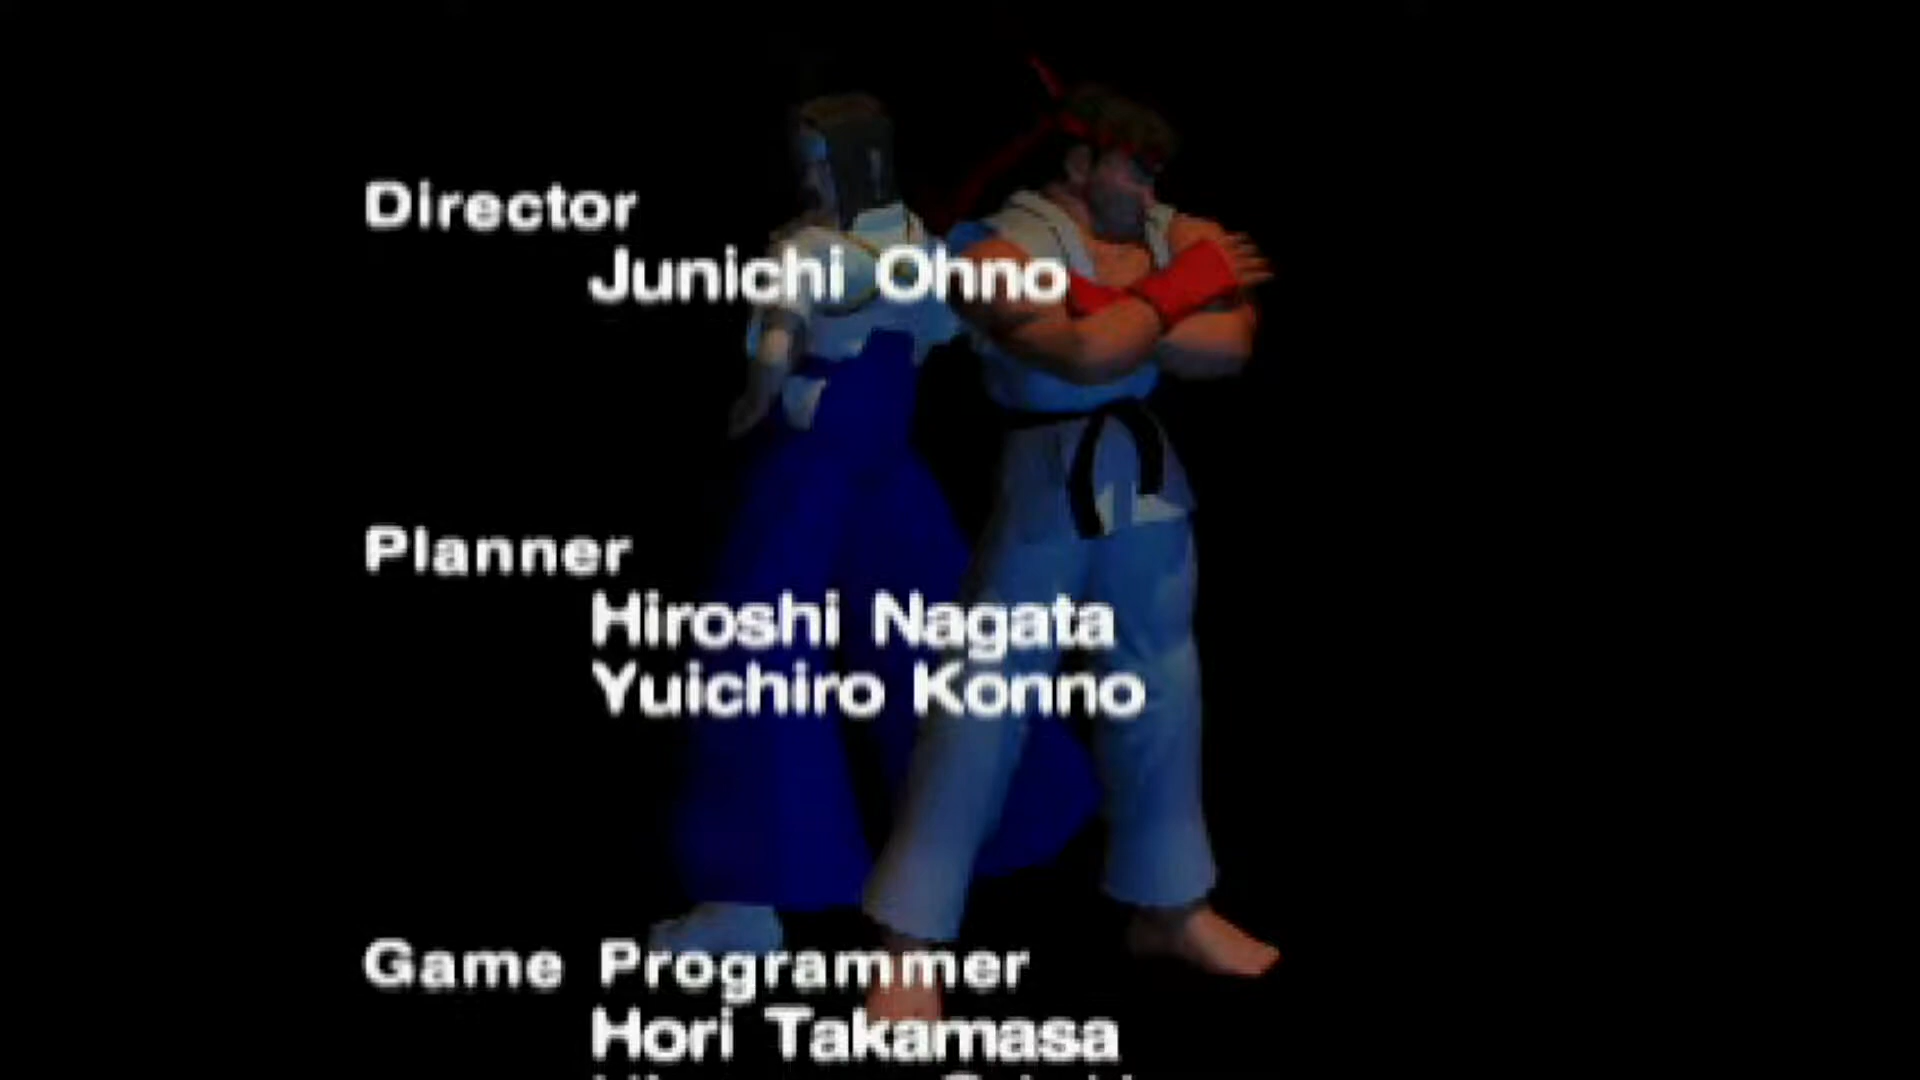 Director
Junichi Ohno
Planner
Hiroshi Nagata
Yuichiro Konno
Game Programmer
Hori Takamasa